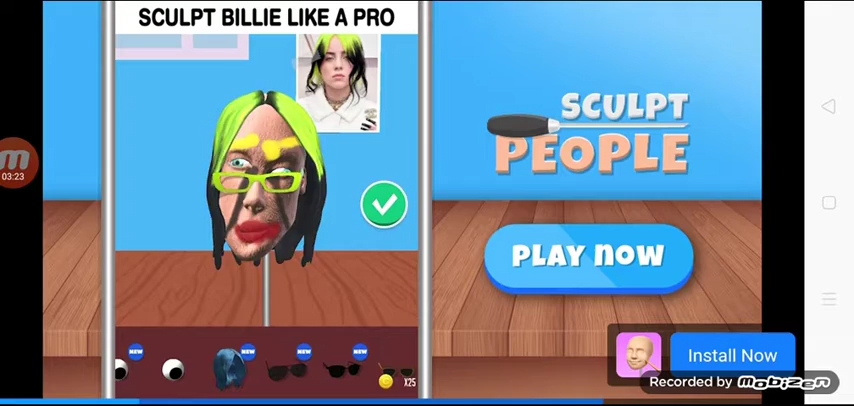 SCULPT BILLIE LIKE A PRO
SCULPT
PEOPLE
PLAY NOW
03:23
NEW
NEW
NEW
NEW
X25
Install Now
Recorded by MOBIZEN